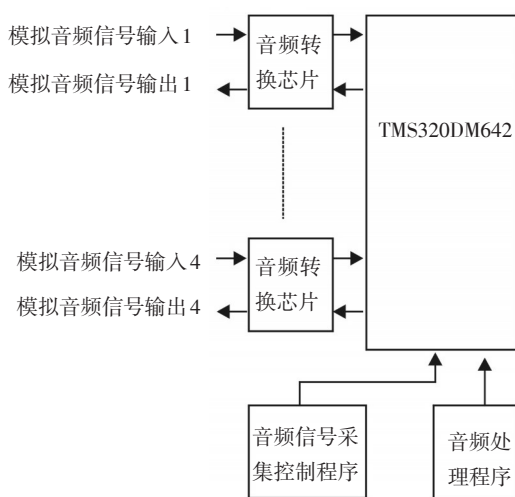 模拟音频信号输入1
模拟音频信号输出1
音频转
换芯片
TMS320DM642
模拟音频信号输入4
模拟音频信号输出4
音频转
换芯片
音频信号采
集控制程序
音频处
理程序